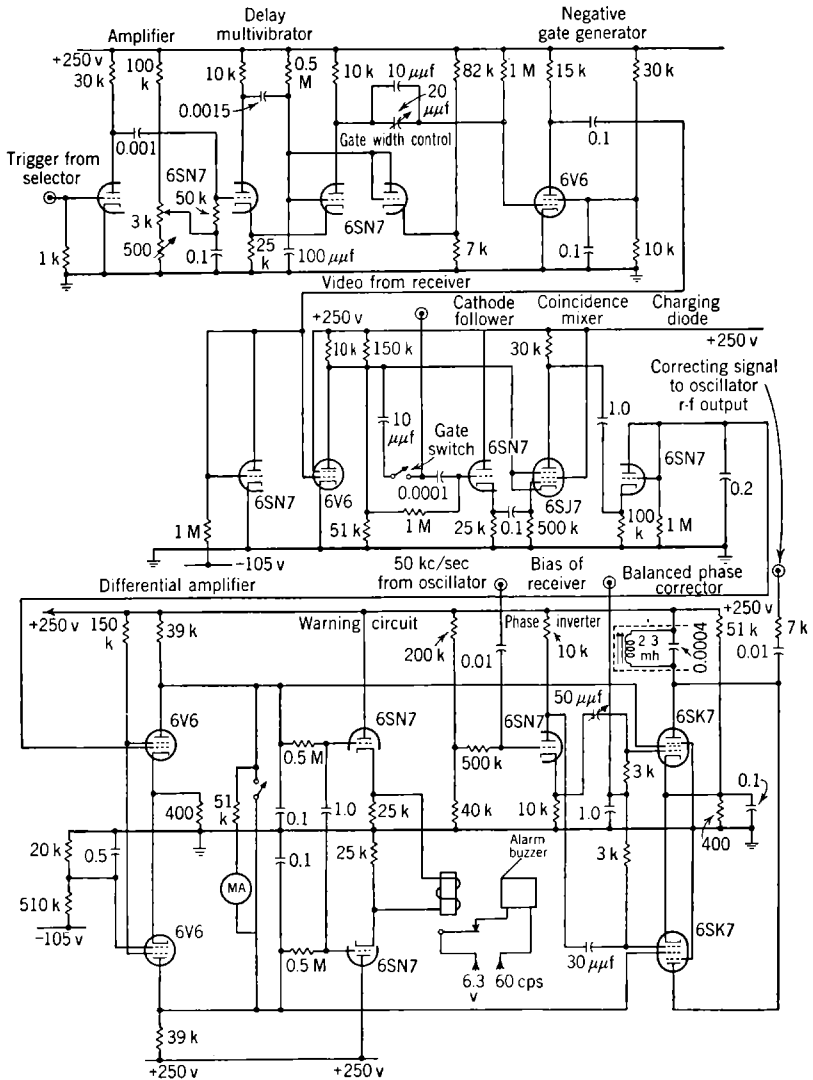 Amplifier
Delay
multivibrator
Negative
gate generator
+250 v
30 k
100
k
10 k
0.5
M
10 k
10 μμf
20
μμf
82 k
1 M
15 k
30 k
0.0015
0.001
Gate width control
0.1
Trigger from
selector
6SN7
50 k
6SN7
6V6
3 k
500
1 k
0.1
25
k
100 μμf
7 k
0.1
10 k
Video from receiver
+250 v
Cathode
follower
Coincidence
mixer
Charging
diode
+250 v
10 k
150 k
30 k
Correcting signal
to oscillator
r-f output
10
μμf
Gate
switch
1.0
6SN7
6SN7
6SN7
6V6
0.0001
6SJ7
0.2
1 M
51 k
1 M
25 k
0.1
500 k
100
k
1 M
-105 v
50 kc/sec
from oscillator
Bias of
receiver
Balanced phase
corrector
Differential amplifier
+250 v
150
k
39 k
Warning circuit
200 k
0.01
Phase inverter
10 k
2 3
mh
0.0004
+250 v
51 k
7 k
0.01
6V6
6SN7
6SN7
50 μμf
6SK7
0.5 M
500 k
3 k
0.1
400
51
k
0.1
1.0
25 k
40 k
10 k
1.0
400
20 k
0.5
0.1
25 k
Alarm
buzzer
3 k
MA
510 k
-105 v
6V6
0.5 M
6SN7
6.3
v
60 cps
30 μμf
6SK7
39 k
+250 v
+250 v